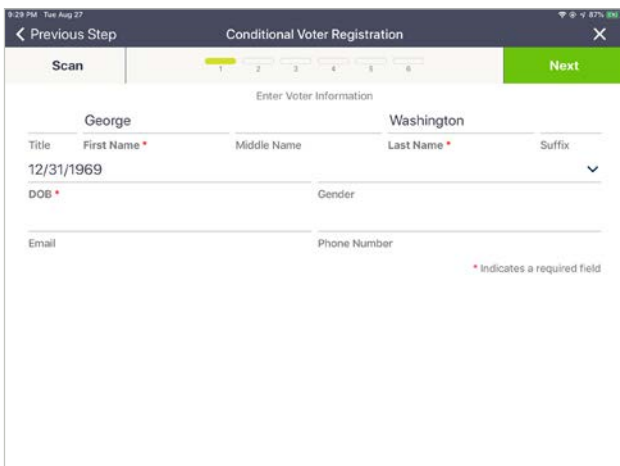 9:29 PM Tue Aug 27 87%
Previous Step Conditional Voter Registration
Scan 1 2 3 4 5 6 Next
Enter Voter Information
George Washington
Title First Name * Middle Name Last Name * Suffix
12/31/1969
DOB * Gender
Email Phone Number
* Indicates a required field